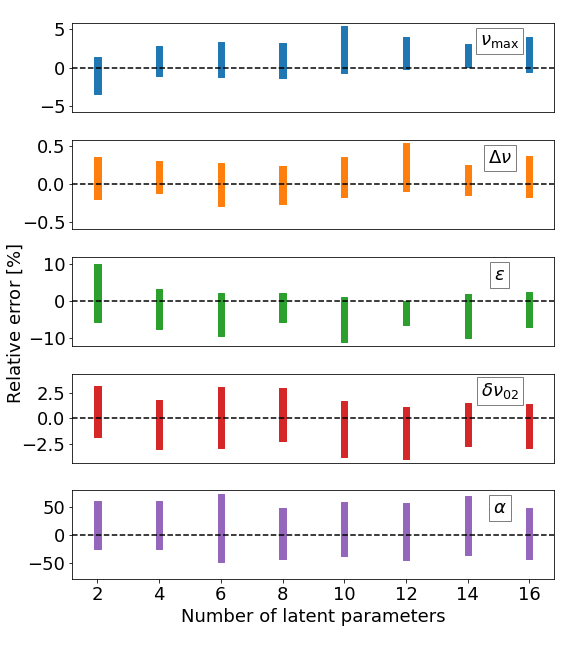 5
0
−5
ν_max
0.5
0.0
−0.5
Δν
10
0
−10
ε
2.5
0.0
−2.5
δν₀₂
50
0
−50
α
Relative error [%]
2 4 6 8 10 12 14 16
Number of latent parameters